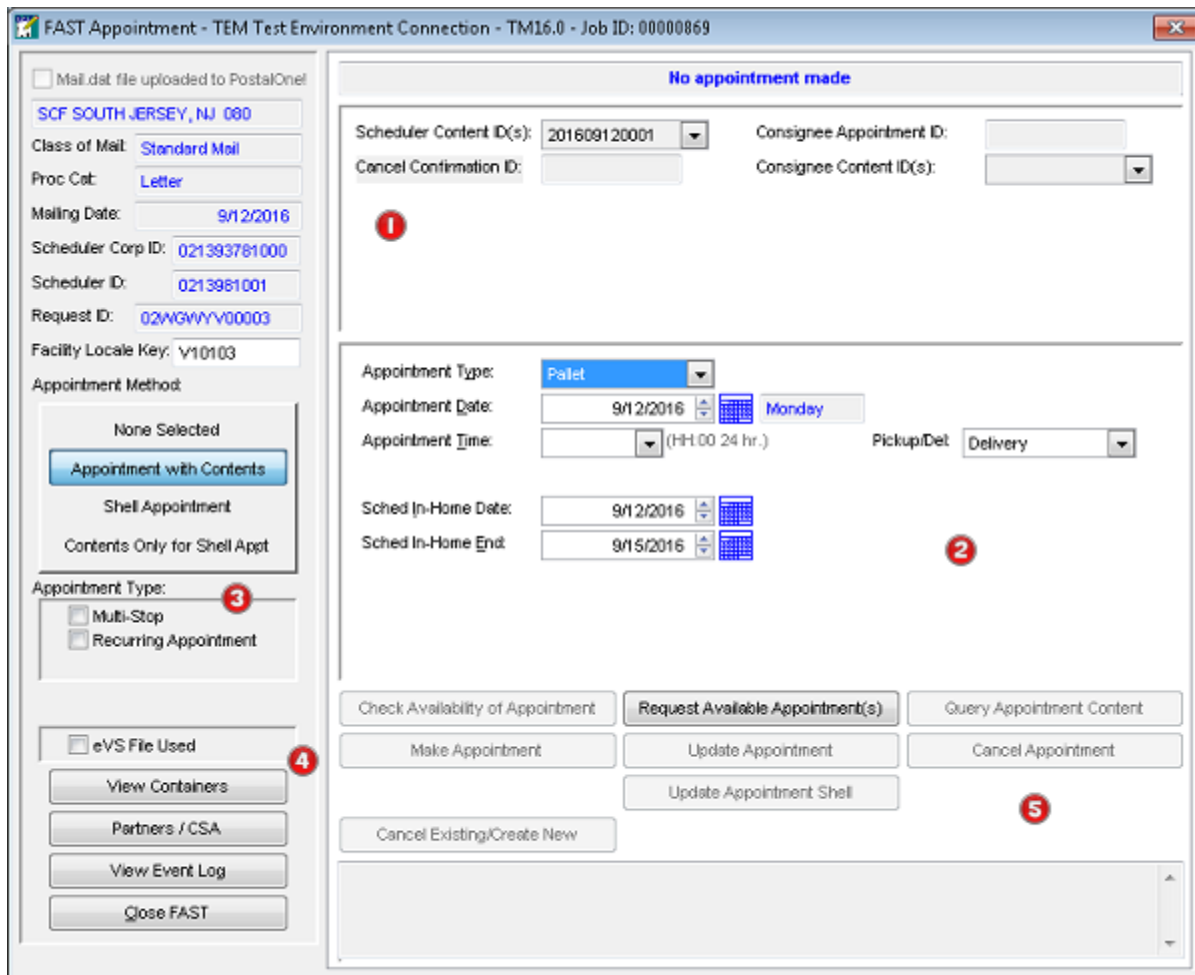 FAST Appointment - TEM Test Environment Connection - TM16.0 - Job ID: 00000869
Mail.dat file uploaded to PostalOne!
SCF SOUTH JERSEY, NJ 080
Class of Mail: Standard Mail
Proc Cat: Letter
Mailing Date: 9/12/2016
Scheduler Corp ID: 021393781000
Scheduler ID: 0213981001
Request ID: 02WGWYV00003
Facility Locale Key: V10103
Appointment Method:
None Selected
Appointment with Contents
Shell Appointment
Contents Only for Shell Appt
Appointment Type:
3
Multi-Stop
Recurring Appointment
eVS File Used
4
View Containers
Partners / CSA
View Event Log
Close FAST
No appointment made
Scheduler Content ID(s): 201609120001 Consignee Appointment ID:
Cancel Confirmation ID: Consignee Content ID(s):
1
Appointment Type: Pallet
Appointment Date: 9/12/2016 Monday
Appointment Time: (HH:00 24 hr.) Pickup/Del: Delivery
Sched In-Home Date: 9/12/2016
Sched In-Home End: 9/15/2016
2
Check Availability of Appointment Request Available Appointment(s) Query Appointment Content
Make Appointment Update Appointment Cancel Appointment
Update Appointment Shell
5
Cancel Existing/Create New